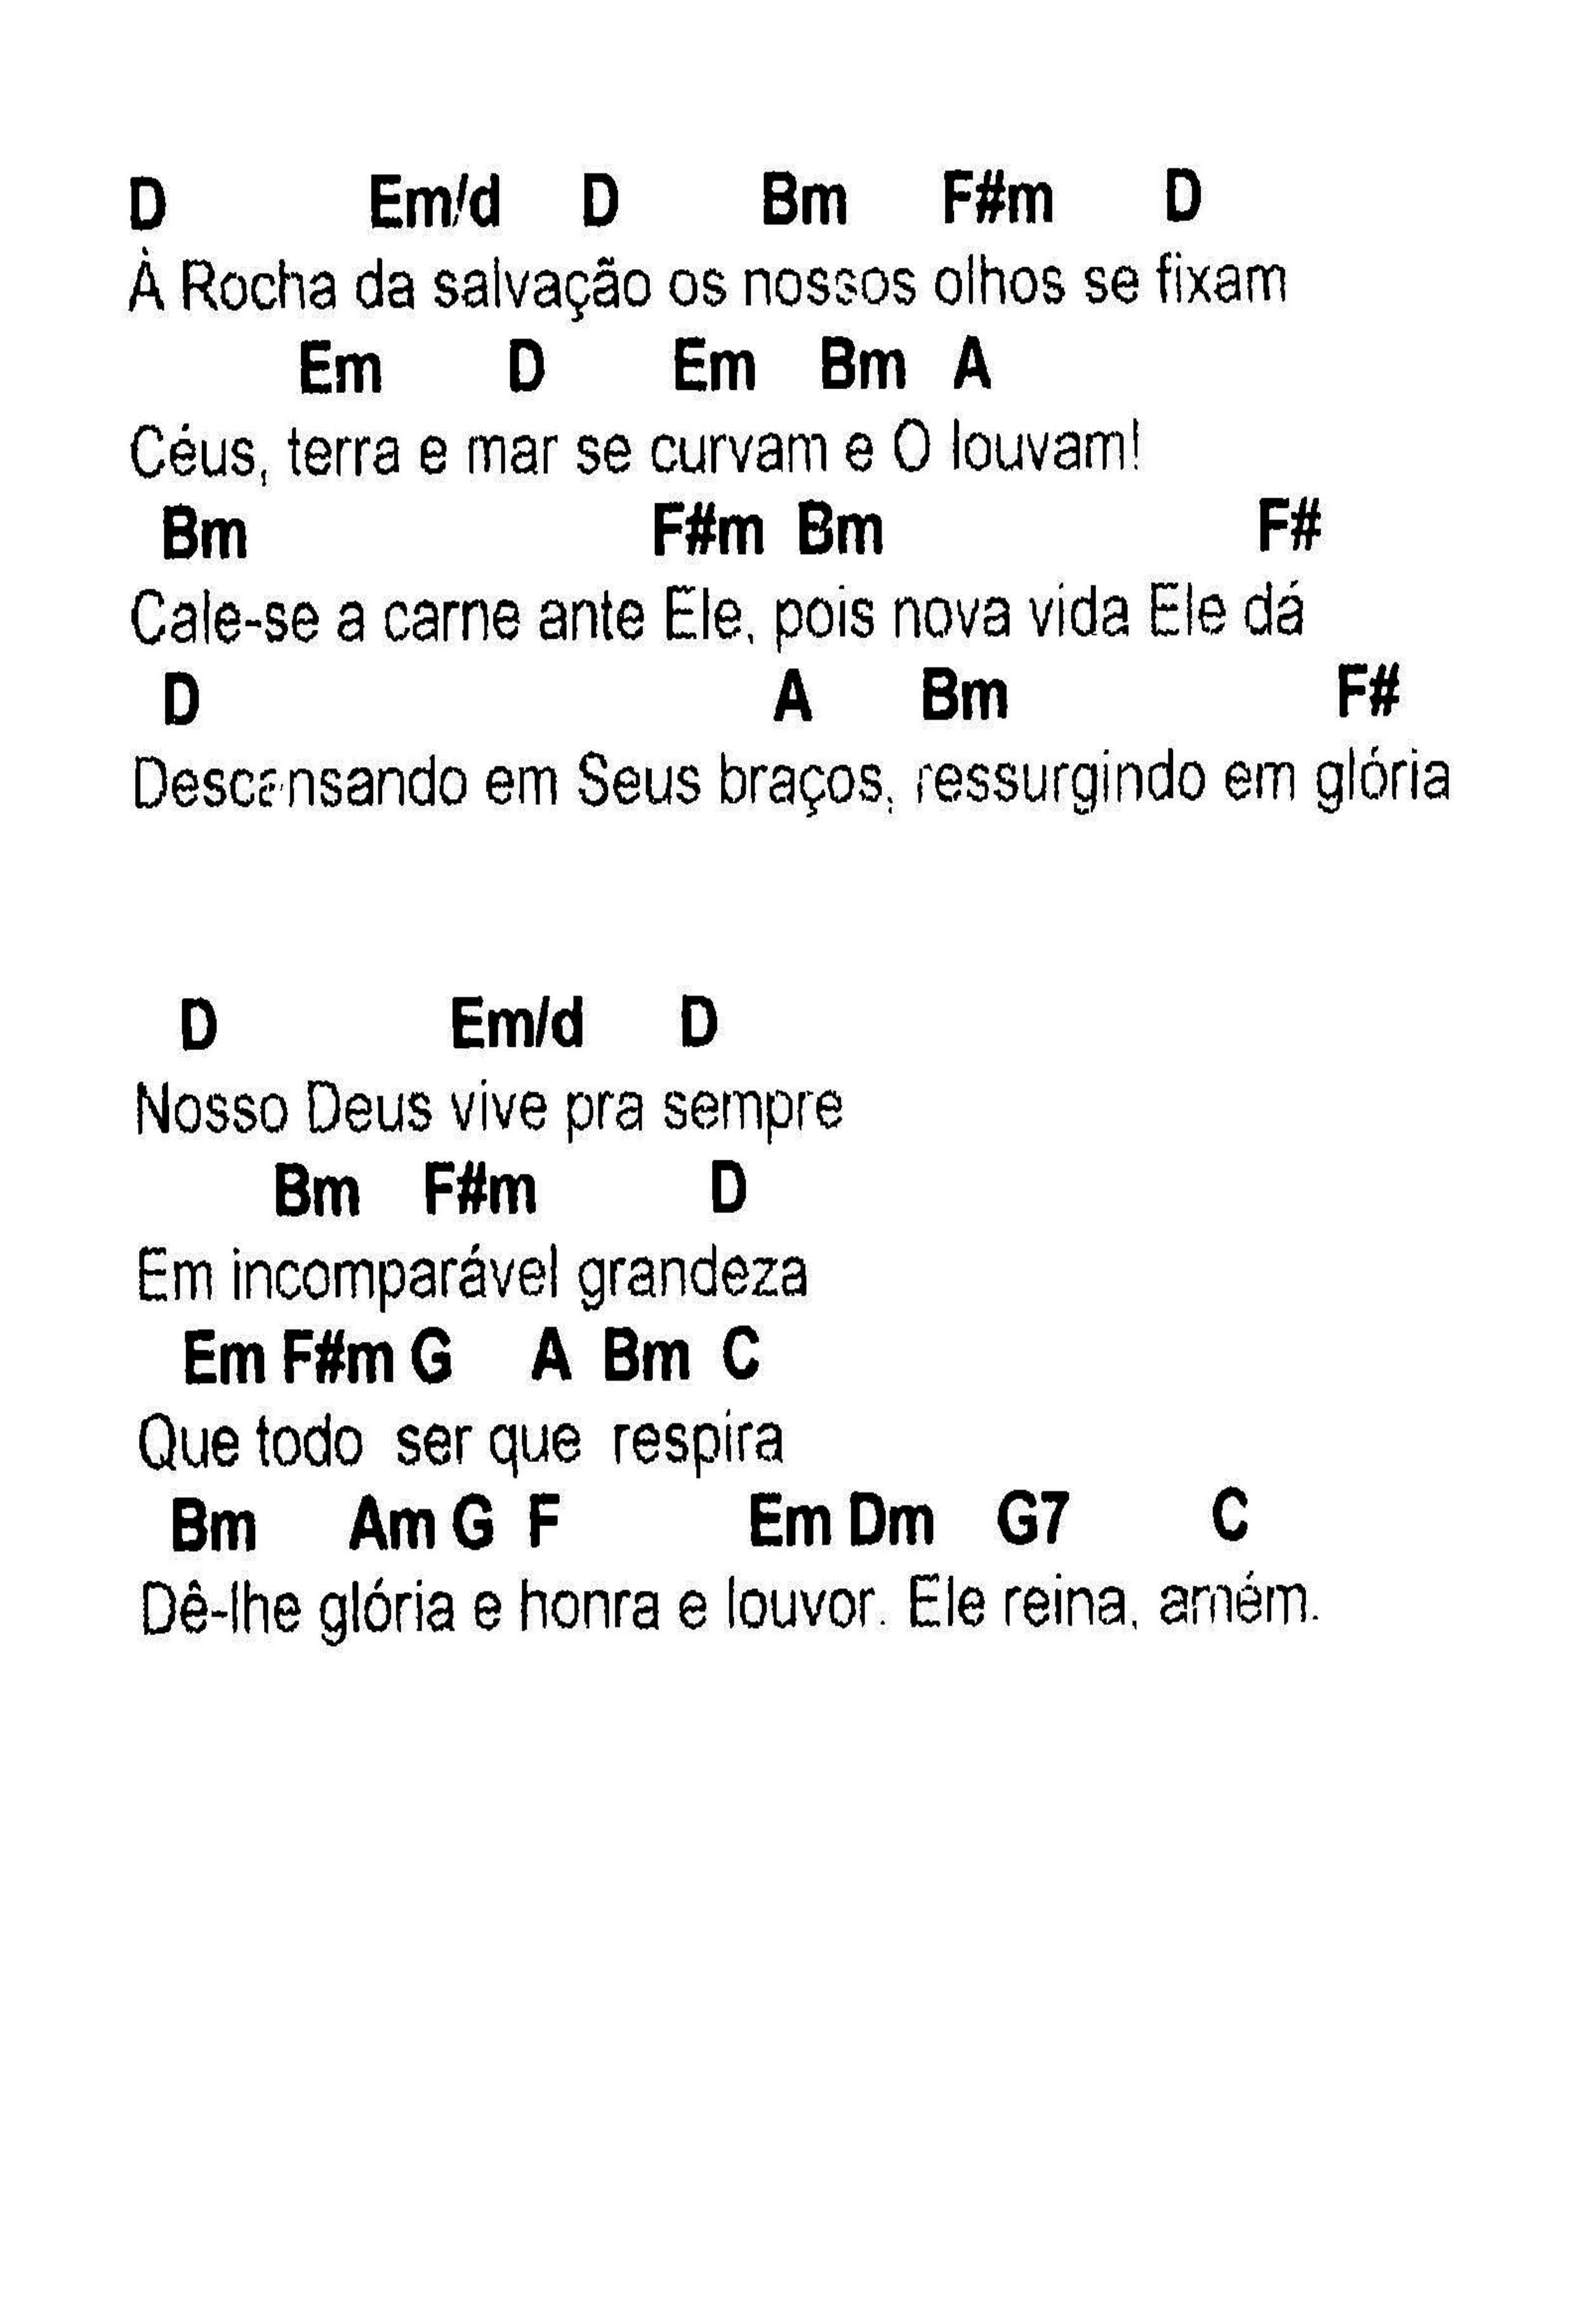 D Em/d D Bm F#m D
À Rocha da salvação os nossos olhos se fixam
Em D Em Bm A
Céus, terra e mar se curvam e O louvam!
Bm F#m Bm F#
Cale-se a carne ante Ele, pois nova vida Ele dá
D A Bm F#
Descansando em Seus braços, ressurgindo em glória
D Em/d D
Nosso Deus vive pra sempre
Bm F#m D
Em incomparável grandeza
Em F#m G A Bm C
Que todo ser que respira
Bm Am G F Em Dm G7 C
Dê-lhe glória e honra e louvor. Ele reina, amém.